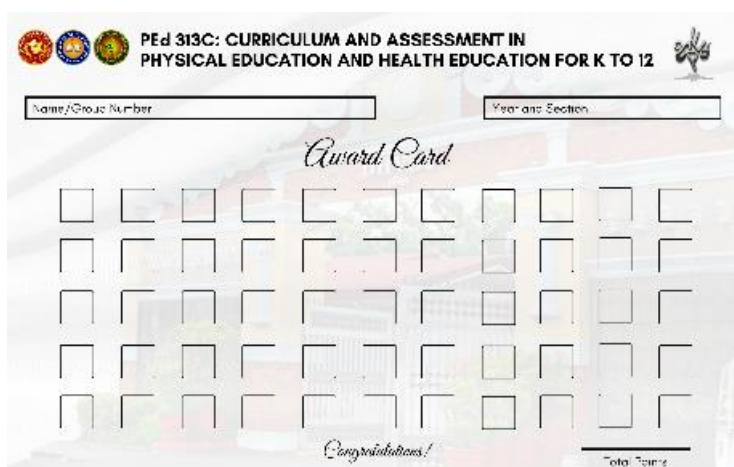 PEd 313C: CURRICULUM AND ASSESSMENT IN
PHYSICAL EDUCATION AND HEALTH EDUCATION FOR K TO 12
Name/Group Number
Year and Section
Award Card
Congratulations!
Total Points